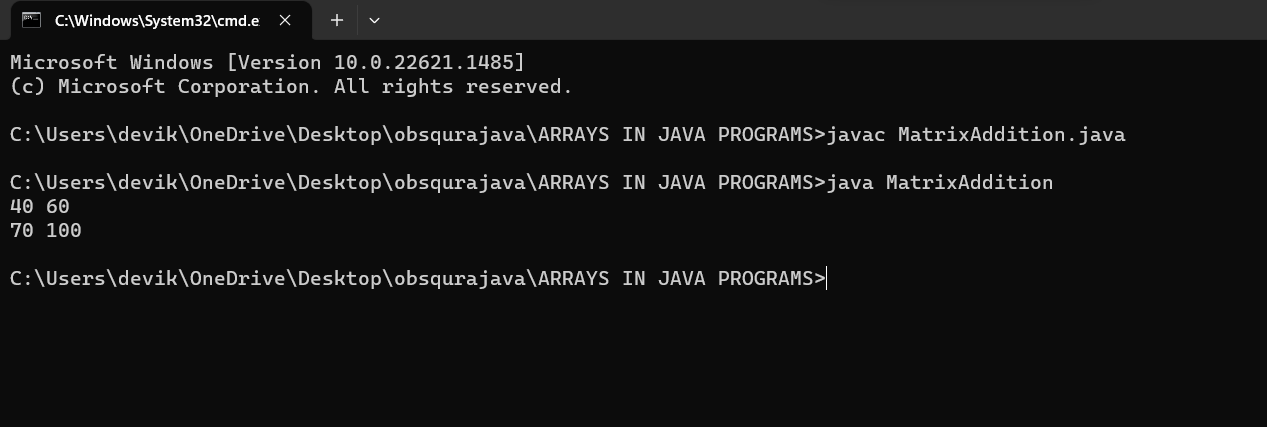 C:\Windows\System32\cmd.e
Microsoft Windows [Version 10.0.22621.1485]
(c) Microsoft Corporation. All rights reserved.
C:\Users\devik\OneDrive\Desktop\obsqurajava\ARRAYS IN JAVA PROGRAMS>javac MatrixAddition.java
C:\Users\devik\OneDrive\Desktop\obsqurajava\ARRAYS IN JAVA PROGRAMS>java MatrixAddition
40 60
70 100
C:\Users\devik\OneDrive\Desktop\obsqurajava\ARRAYS IN JAVA PROGRAMS>